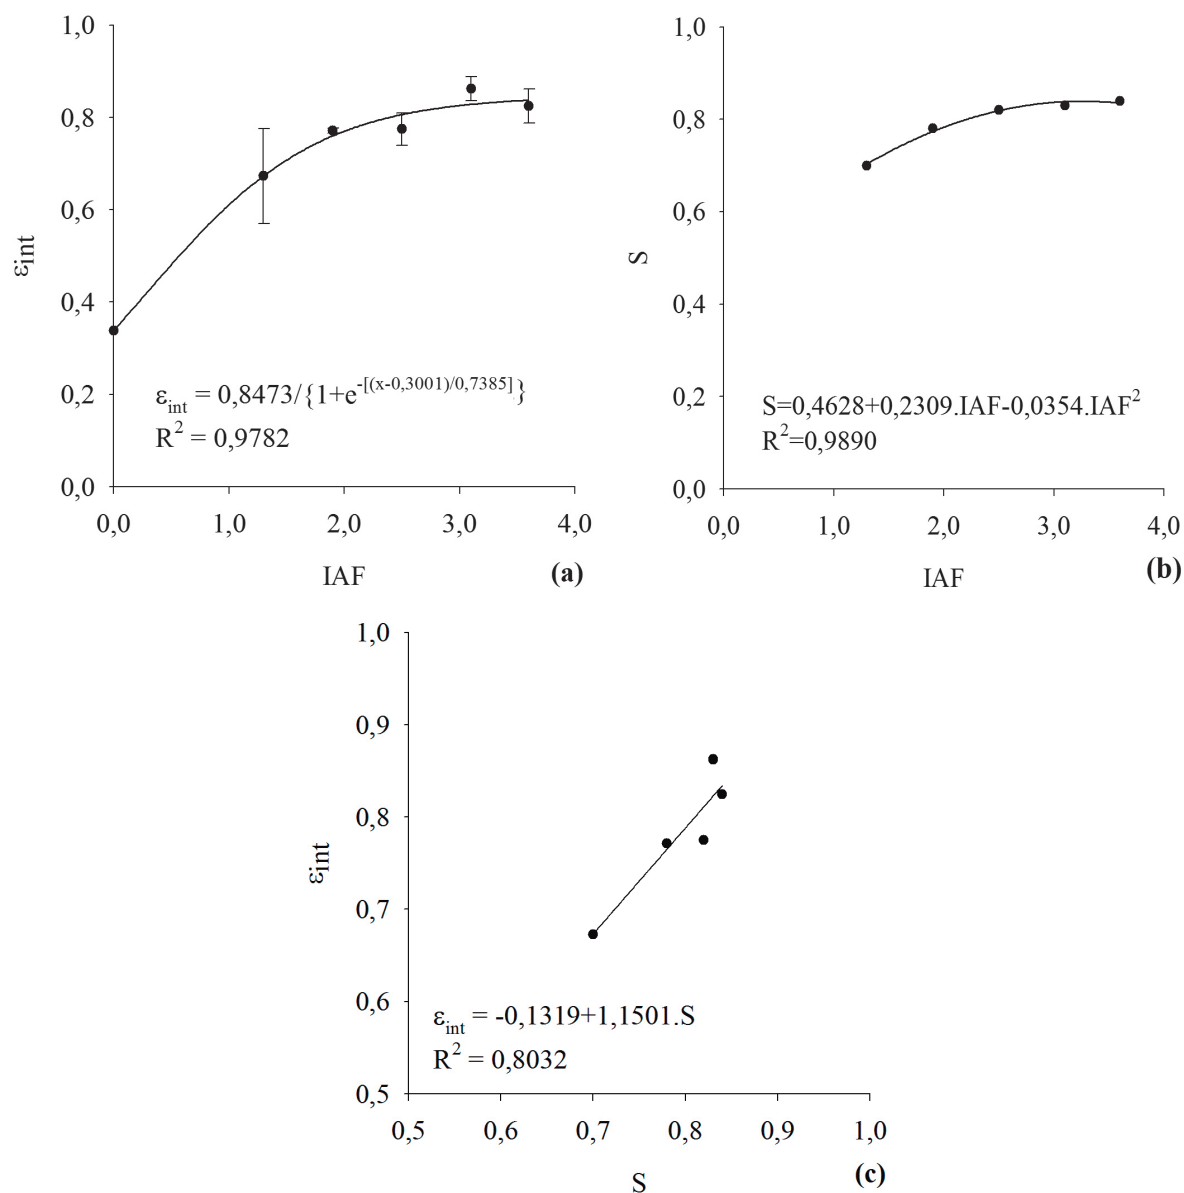 1,0
0,8
0,6
0,4
0,2
0,0
εint
εint = 0,8473/{1+e-[(x-0,3001)/0,7385]}
R2 = 0,9782
0,0 1,0 2,0 3,0 4,0
IAF
(a)
1,0
0,8
0,6
0,4
0,2
0,0
S
S=0,4628+0,2309.IAF-0,0354.IAF2
R2=0,9890
0,0 1,0 2,0 3,0 4,0
IAF
(b)
1,0
0,9
0,8
0,7
0,6
0,5
εint
εint = -0,1319+1,1501.S
R2 = 0,8032
0,5 0,6 0,7 0,8 0,9 1,0
S
(c)